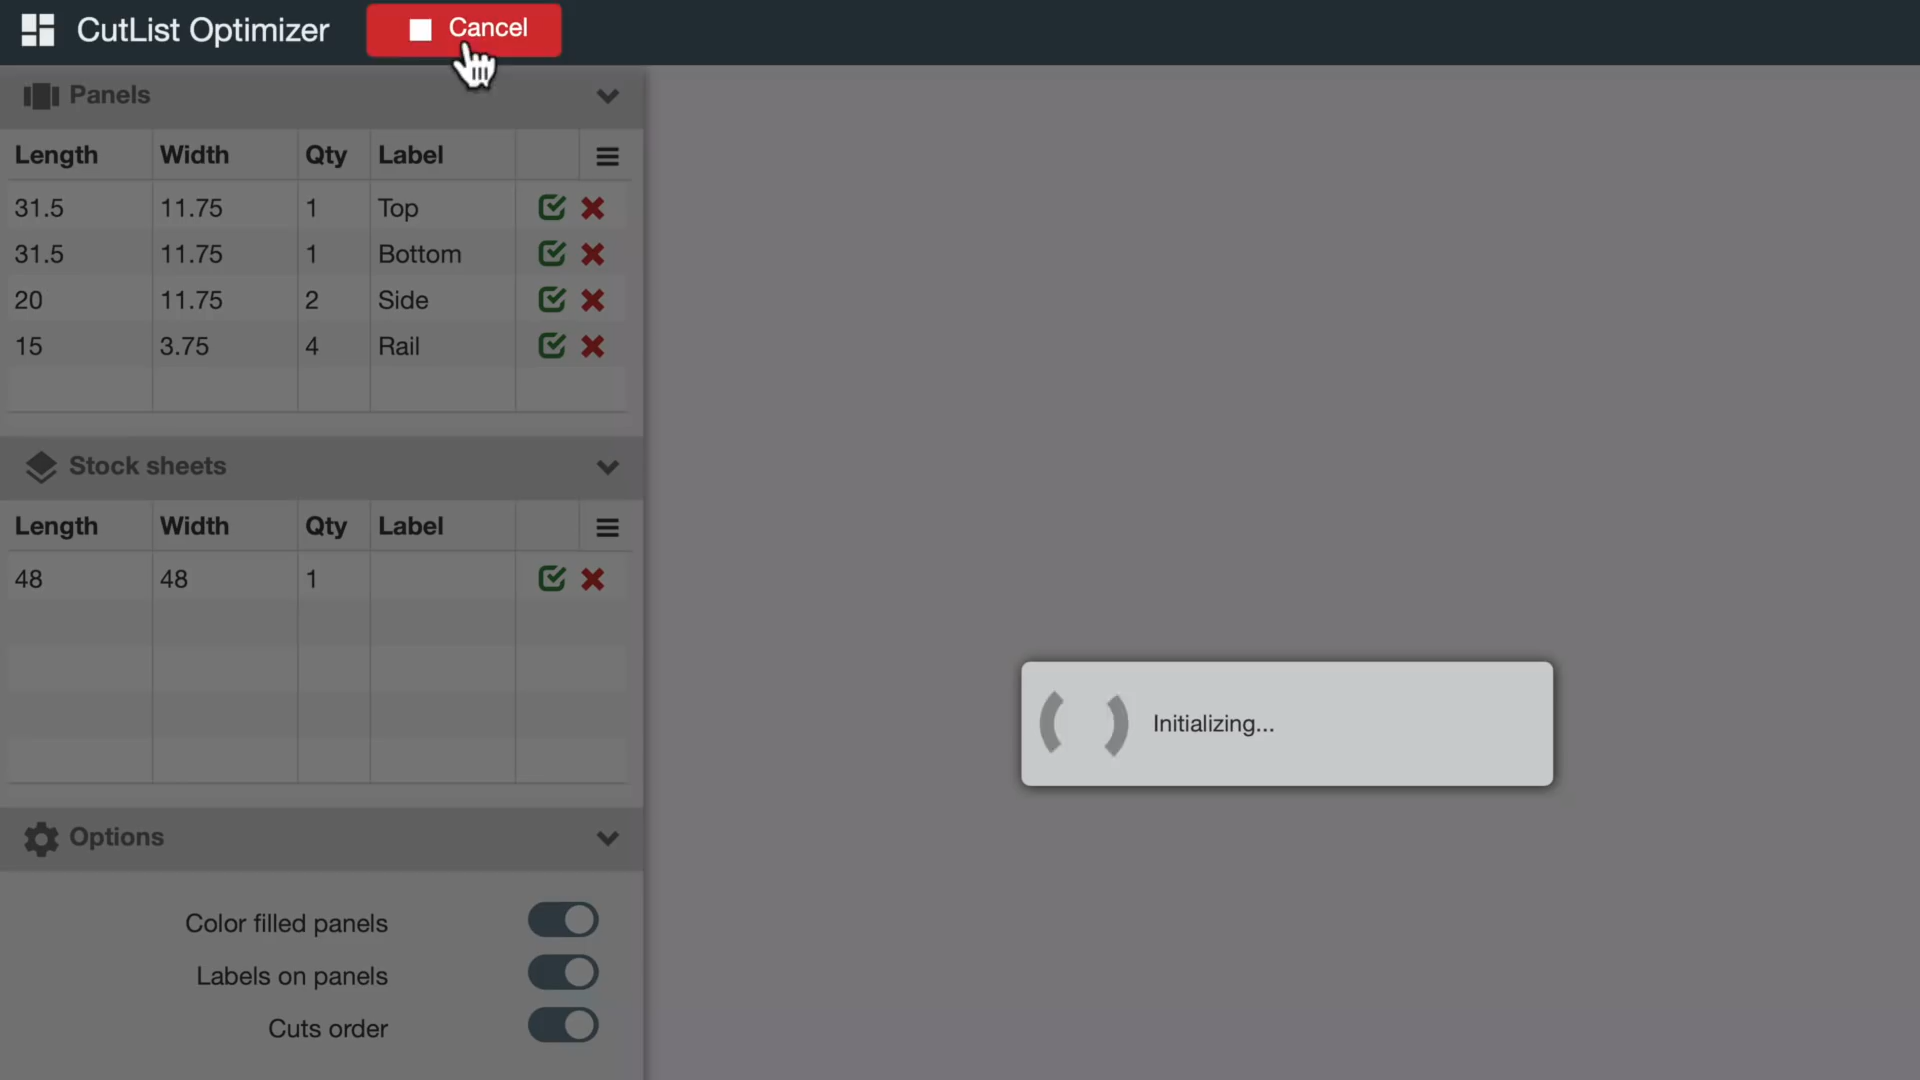 CutList Optimizer
Cancel
Panels
Length Width Qty Label
31.5 11.75 1 Top
31.5 11.75 1 Bottom
20 11.75 2 Side
15 3.75 4 Rail
Stock sheets
Length Width Qty Label
48 48 1
Initializing...
Options
Color filled panels
Labels on panels
Cuts order